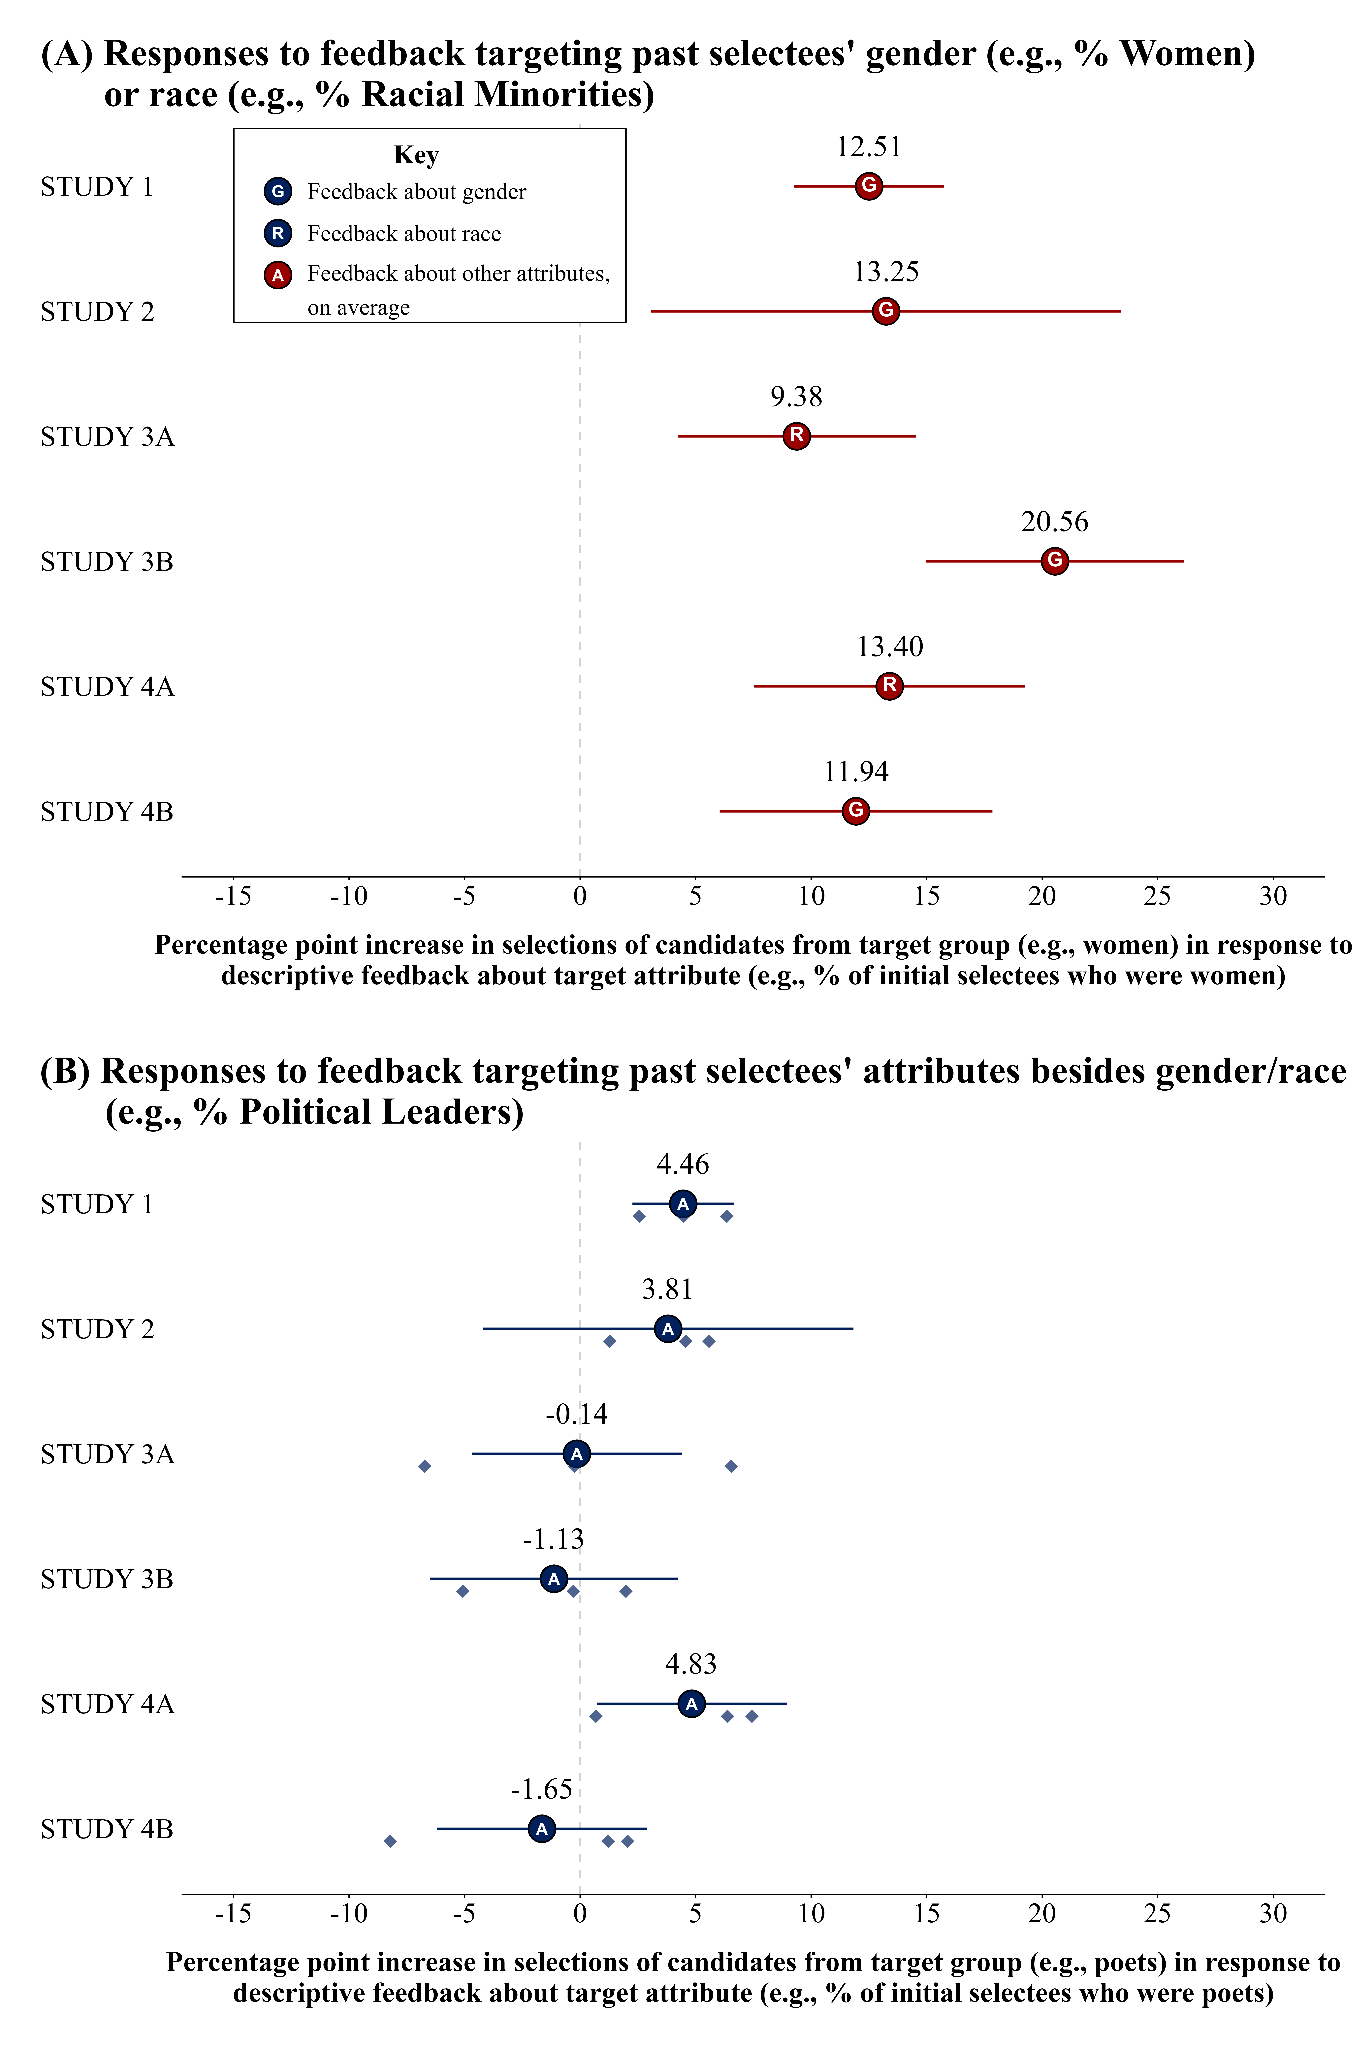 (A) Responses to feedback targeting past selectees' gender (e.g., % Women)
or race (e.g., % Racial Minorities)
Key
G Feedback about gender
R Feedback about race
A Feedback about other attributes,
on average
STUDY 1
12.51
G
STUDY 2
13.25
G
STUDY 3A
9.38
R
STUDY 3B
20.56
G
STUDY 4A
13.40
R
STUDY 4B
11.94
G
-15 -10 -5 0 5 10 15 20 25 30
Percentage point increase in selections of candidates from target group (e.g., women) in response to
descriptive feedback about target attribute (e.g., % of initial selectees who were women)
(B) Responses to feedback targeting past selectees' attributes besides gender/race
(e.g., % Political Leaders)
STUDY 1
4.46
A
STUDY 2
3.81
A
STUDY 3A
-0.14
A
STUDY 3B
-1.13
A
STUDY 4A
4.83
A
STUDY 4B
-1.65
A
-15 -10 -5 0 5 10 15 20 25 30
Percentage point increase in selections of candidates from target group (e.g., poets) in response to
descriptive feedback about target attribute (e.g., % of initial selectees who were poets)